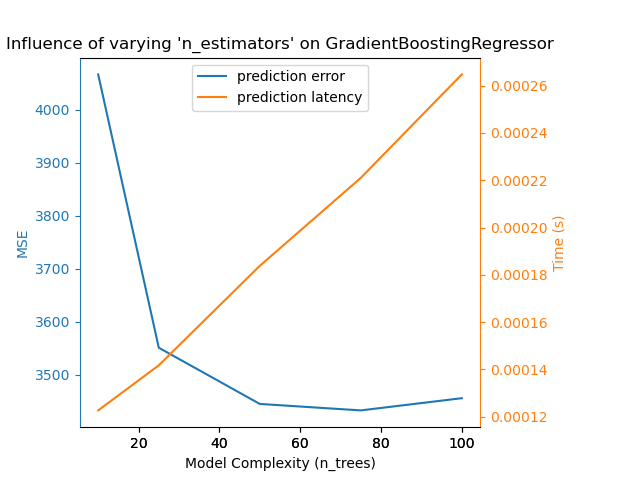 Influence of varying 'n_estimators' on GradientBoostingRegressor
prediction error
prediction latency
MSE
4000
3900
3800
3700
3600
3500
0.00026
0.00024
0.00022
0.00020
0.00018
0.00016
0.00014
0.00012
Time (s)
20 40 60 80 100
Model Complexity (n_trees)